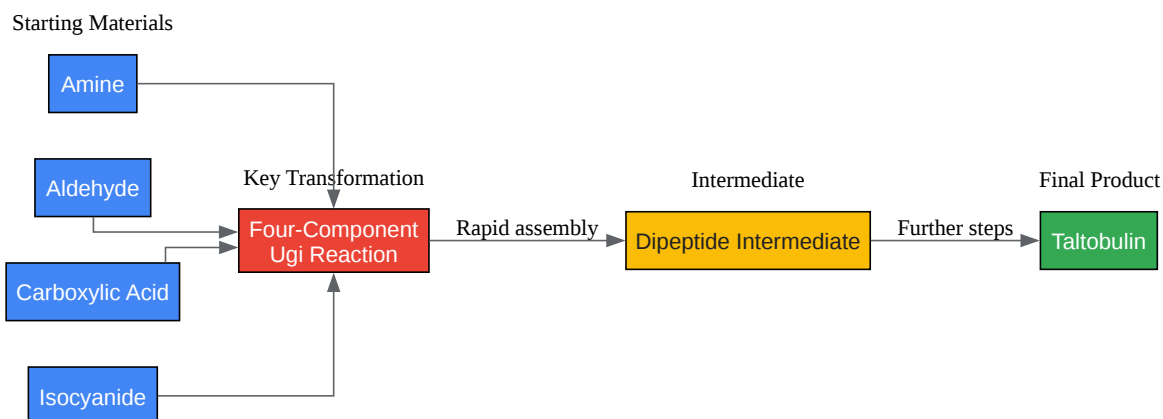 Starting Materials
Amine
Aldehyde
Carboxylic Acid
Isocyanide
Key Transformation
Four-Component
Ugi Reaction
Rapid assembly
Intermediate
Dipeptide Intermediate
Further steps
Final Product
Taltobulin